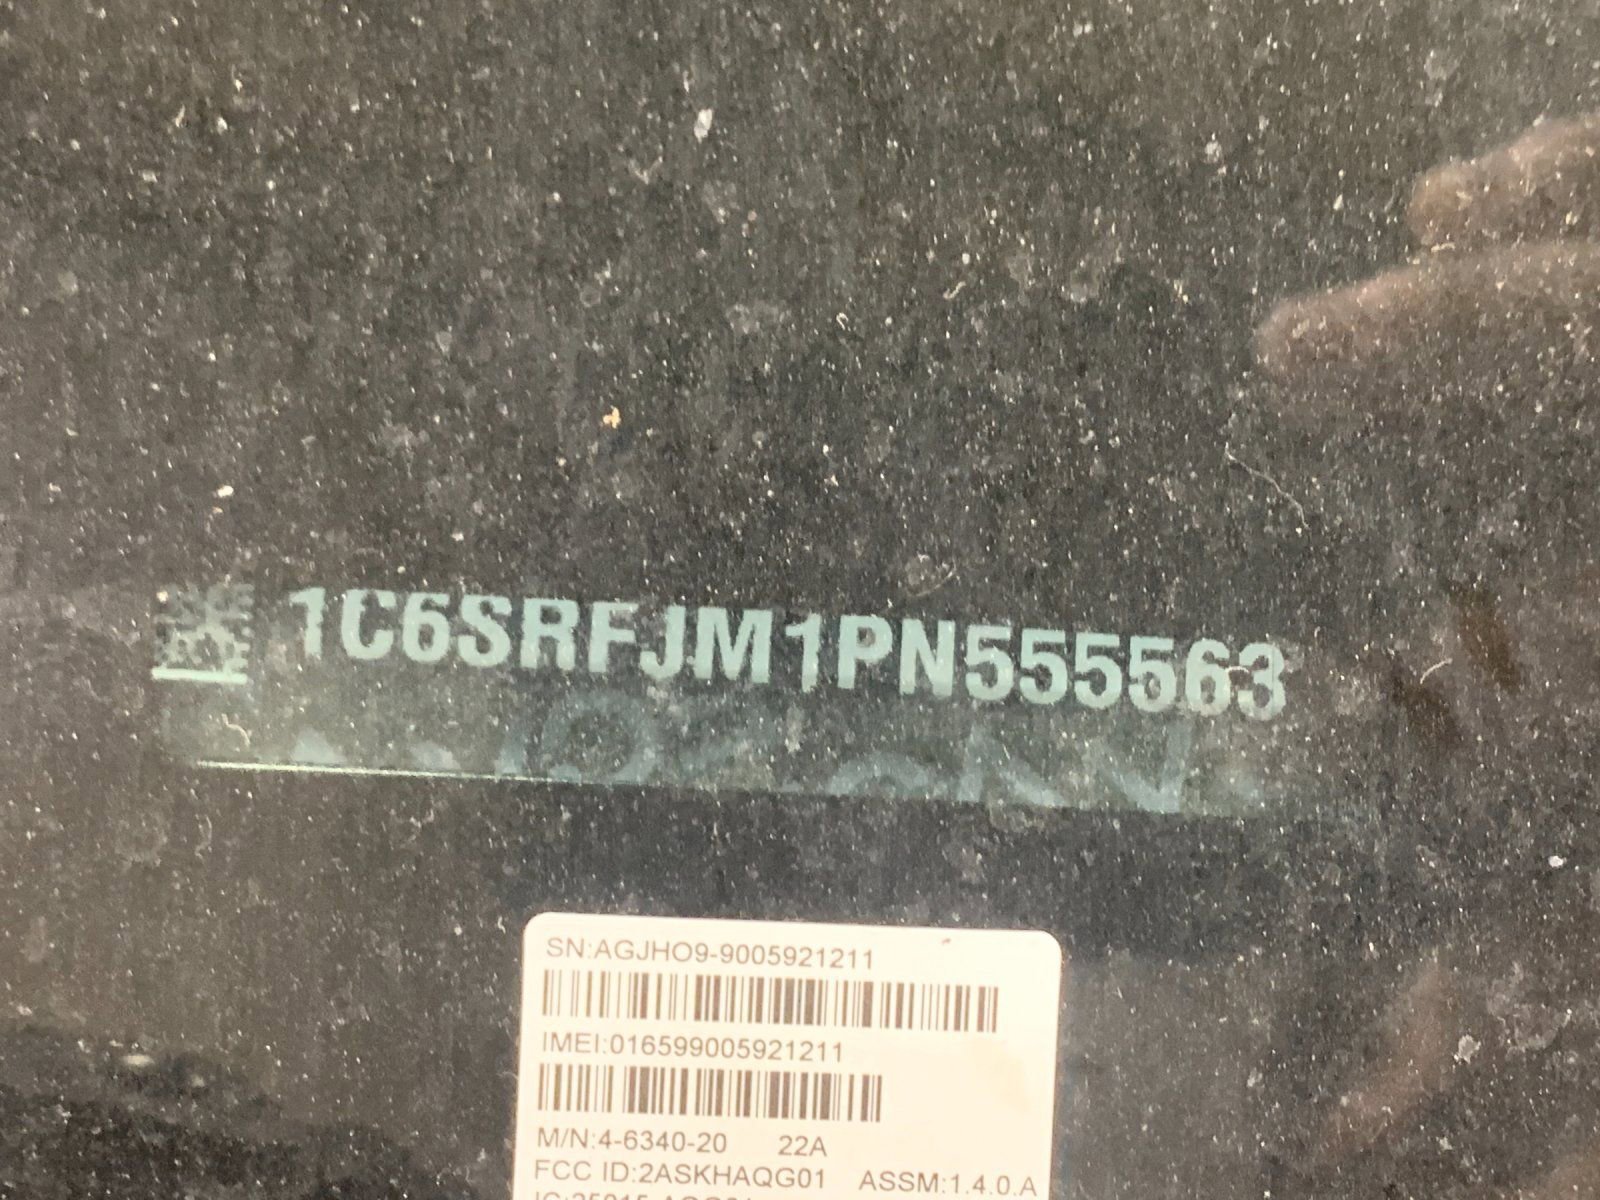 1C6SRFJM1PN555563
SN:AGJHO9-9005921211
IMEI:016599005921211
M/N:4-6340-20 22A
FCC ID:2ASKHAQG01 ASSM:1.4.0.A